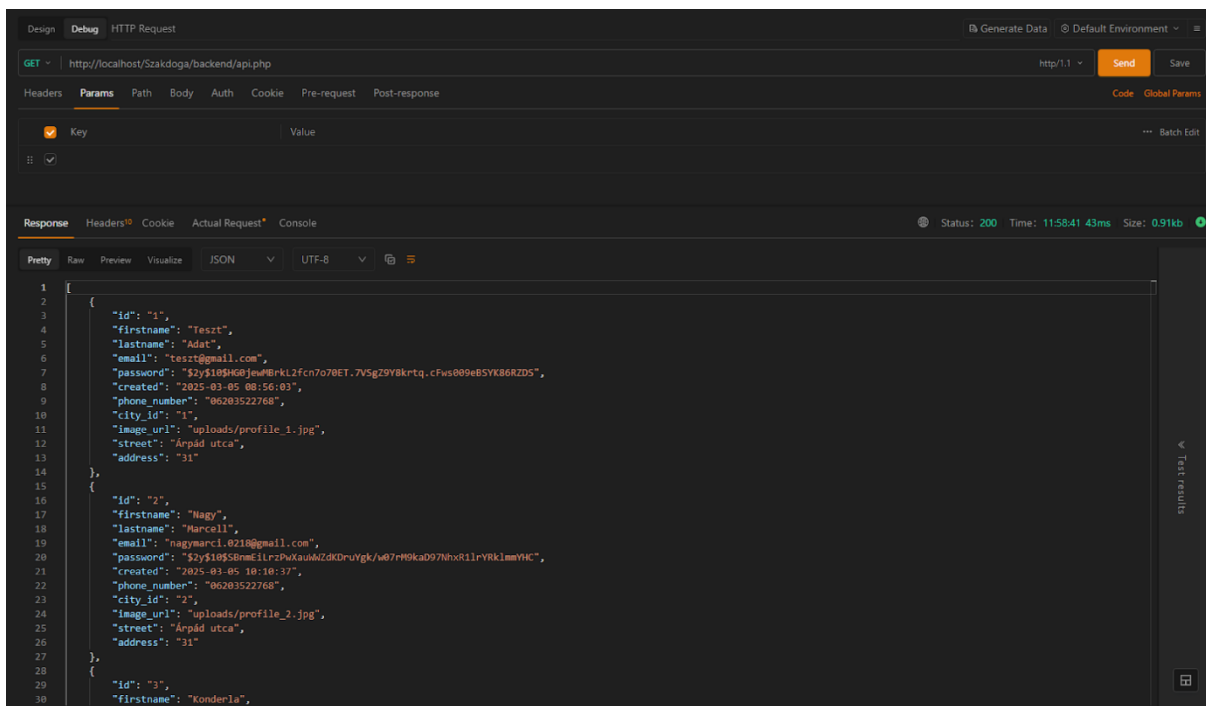 Design Debug HTTP Request Generate Data Default Environment
GET http://localhost/Szakdoga/backend/api.php http/1.1 Send Save
Headers Params Path Body Auth Cookie Pre-request Post-response Code Global Params
Key Value ••• Batch Edit
Response Headers10 Cookie Actual Request Console Status: 200 Time: 11:58:41 43ms Size: 0.91kb
Pretty Raw Preview Visualize JSON UTF-8
1 [
2 {
3 "id": "1",
4 "firstname": "Teszt",
5 "lastname": "Adat",
6 "email": "teszt@gmail.com",
7 "password":
8 "created": "2025-03-05 08:56:03",
9 "phone_number": "06203522768",
10 "city_id": "1",
11 "image_url": "uploads/profile_1.jpg",
12 "street": "Árpád utca",
13 "address": "31"
14 },
15 {
16 "id": "2",
17 "firstname": "Nagy",
18 "lastname": "Marcell",
19 "email": "nagymarci.0218@gmail.com",
20 "password":
21 "created": "2025-03-05 10:10:37",
22 "phone_number": "06203522768",
23 "city_id": "2",
24 "image_url": "uploads/profile_2.jpg",
25 "street": "Árpád utca",
26 "address": "31"
27 },
28 {
29 "id": "3",
30 "firstname": "Konderla",
Test results